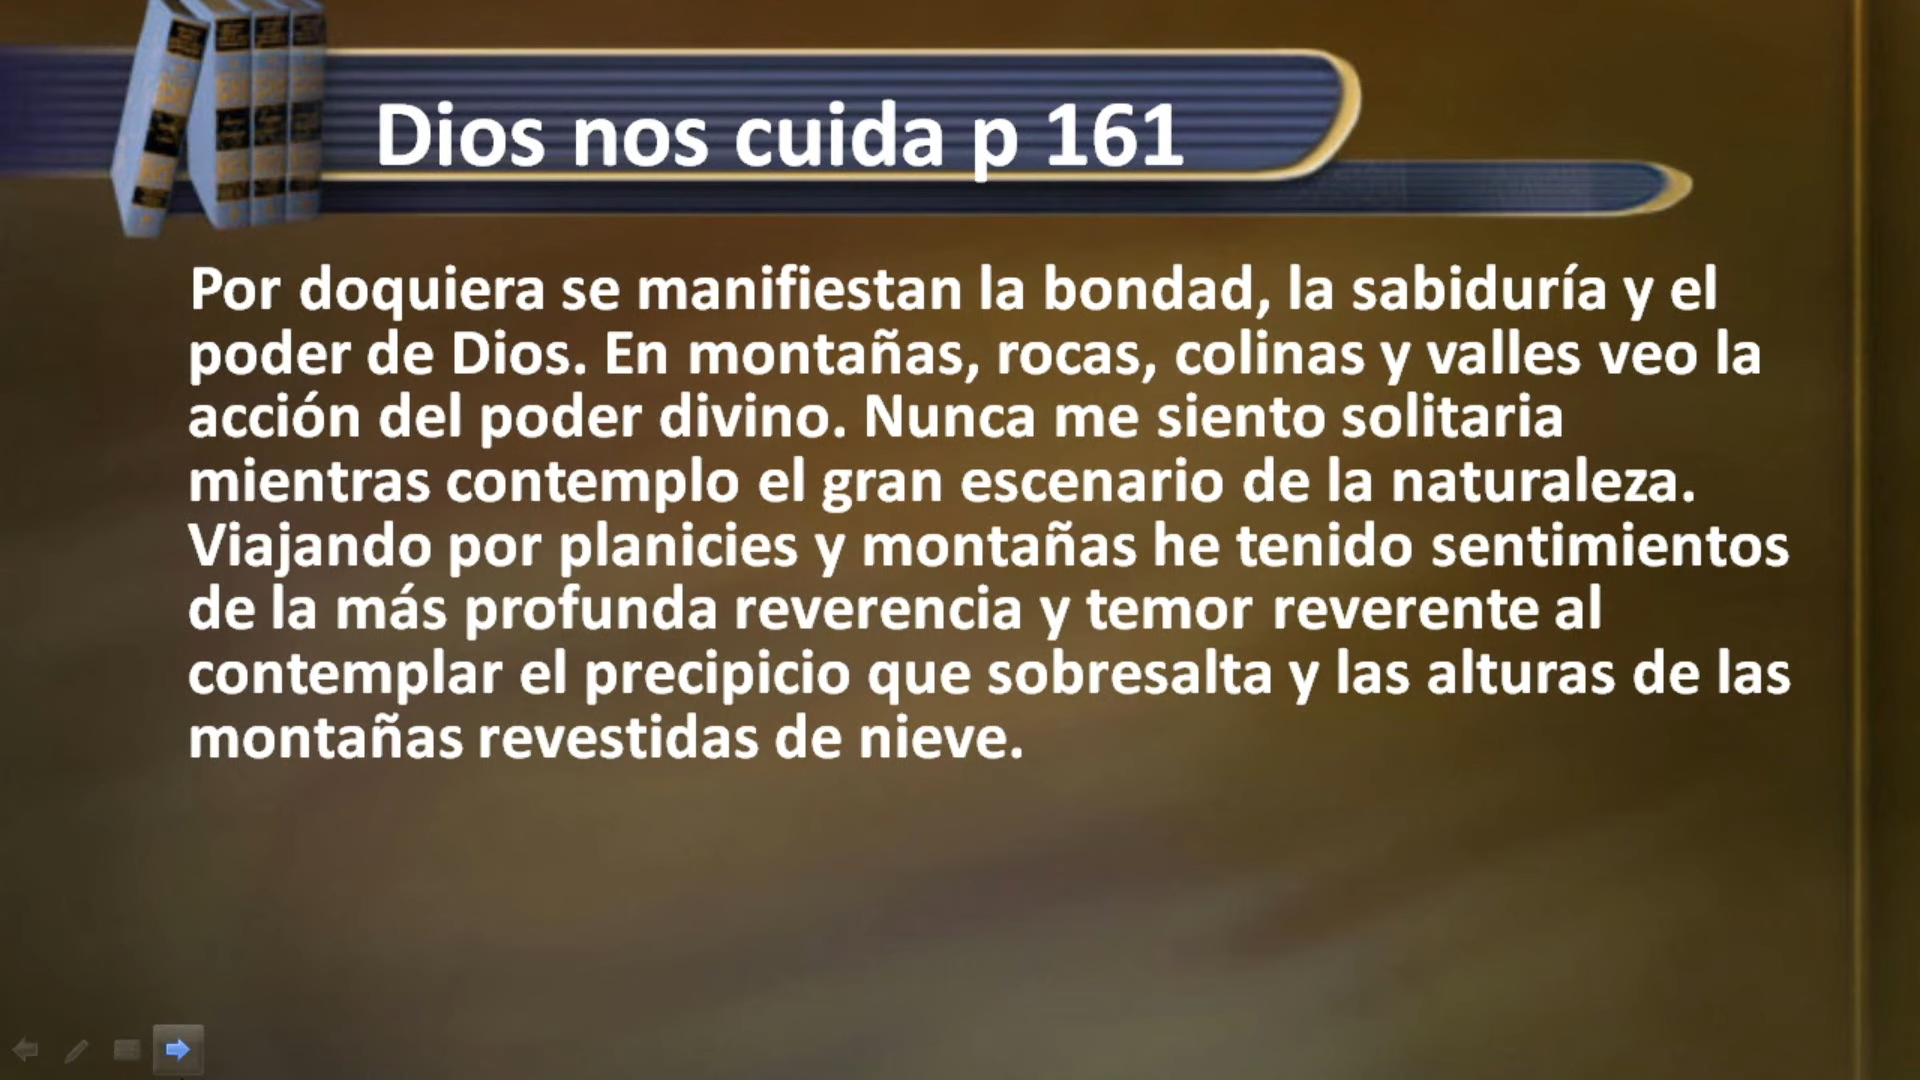 Dios nos cuida p 161
Por doquiera se manifiestan la bondad, la sabiduría y el
poder de Dios. En montañas, rocas, colinas y valles veo la
acción del poder divino. Nunca me siento solitaria
mientras contemplo el gran escenario de la naturaleza.
Viajando por planicies y montañas he tenido sentimientos
de la más profunda reverencia y temor reverente al
contemplar el precipicio que sobresalta y las alturas de las
montañas revestidas de nieve.